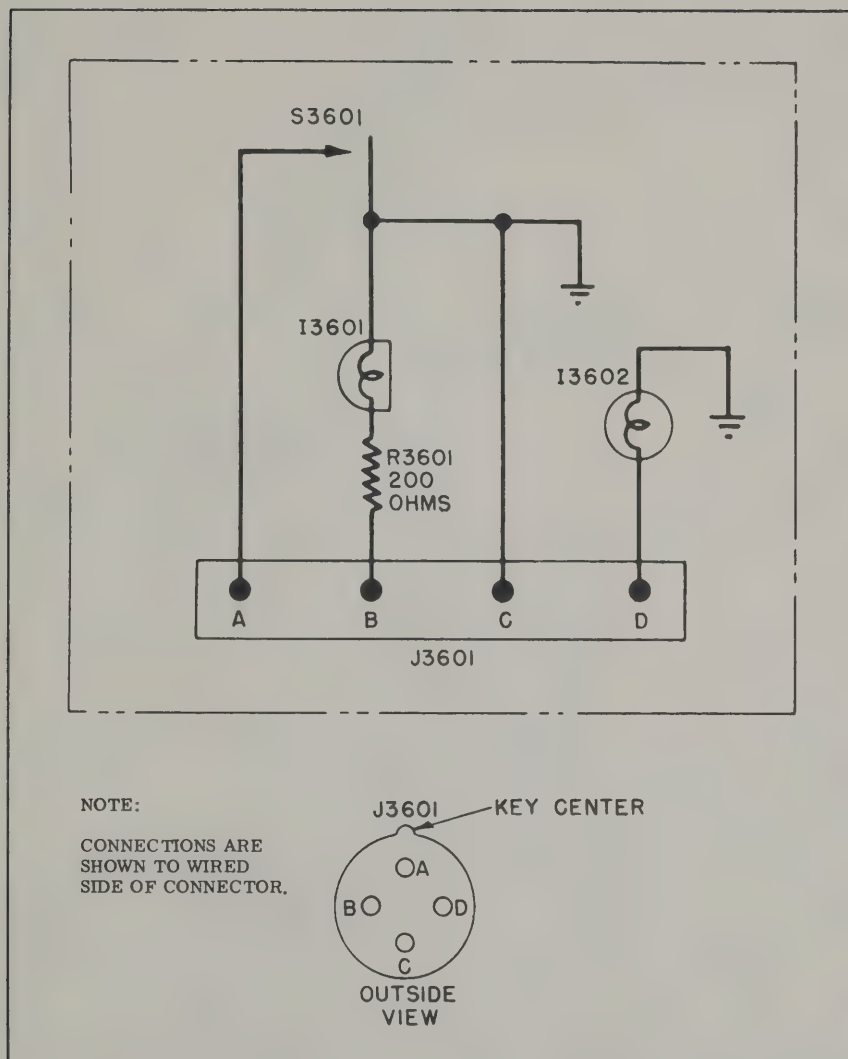 S3601
I3601
I3602
R3601
200
OHMS
A B C D
J3601
NOTE:
CONNECTIONS ARE
SHOWN TO WIRED
SIDE OF CONNECTOR.
J3601
KEY CENTER
A
B
D
C
OUTSIDE
VIEW